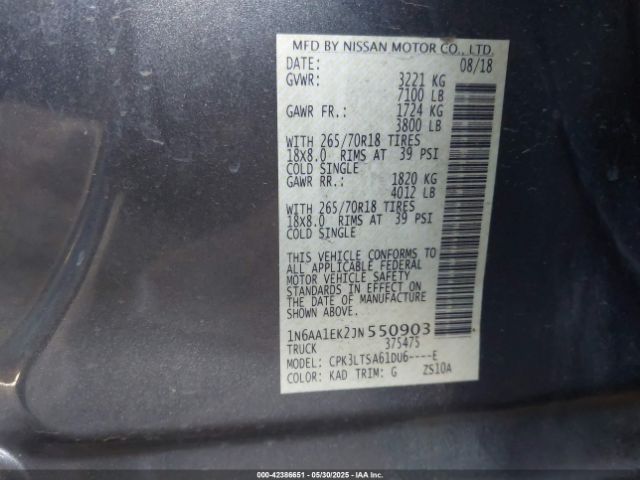 MFD BY NISSAN MOTOR CO., LTD.
DATE: 08/18
GVWR: 3221 KG
7100 LB
GAWR FR.: 1724 KG
3800 LB
WITH 265/70R18 TIRES
18X8.0 RIMS AT 39 PSI
COLD SINGLE
GAWR RR.: 1820 KG
4012 LB
WITH 265/70R18 TIRES
18X8.0 RIMS AT 39 PSI
COLD SINGLE
THIS VEHICLE CONFORMS TO
ALL APPLICABLE FEDERAL
MOTOR VEHICLE SAFETY
STANDARDS IN EFFECT ON
THE DATE OF MANUFACTURE
SHOWN ABOVE.
1N6AA1EK2JN550903
TRUCK 375475
MODEL: CPK3LTSA61DU6----E
COLOR: KAD TRIM: G ZS10A
000-42386651 - 05/30/2025 - IAA Inc.